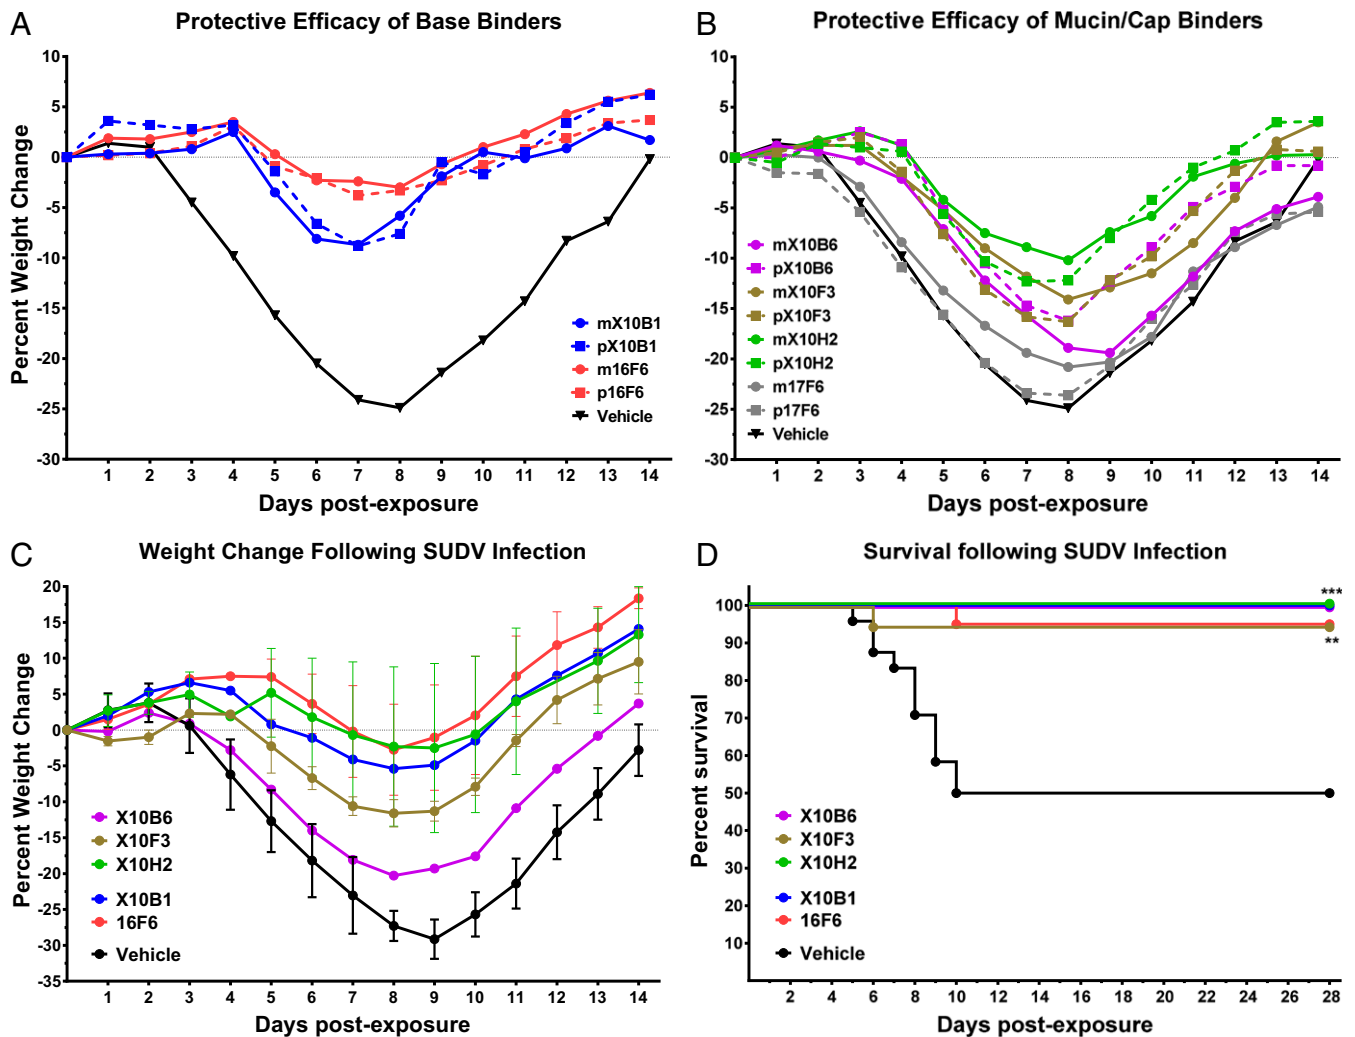 A
Protective Efficacy of Base Binders
Percent Weight Change
10
5
0
-5
-10
-15
-20
-25
-30
mX10B1
pX10B1
m16F6
p16F6
Vehicle
1 2 3 4 5 6 7 8 9 10 11 12 13 14
Days post-exposure
B
Protective Efficacy of Mucin/Cap Binders
Percent Weight Change
10
5
0
-5
-10
-15
-20
-25
-30
mX10B6
pX10B6
mX10F3
pX10F3
mX10H2
pX10H2
m17F6
p17F6
Vehicle
1 2 3 4 5 6 7 8 9 10 11 12 13 14
Days post-exposure
C
Weight Change Following SUDV Infection
Percent Weight Change
20
15
10
5
0
-5
-10
-15
-20
-25
-30
-35
X10B6
X10F3
X10H2
X10B1
16F6
Vehicle
1 2 3 4 5 6 7 8 9 10 11 12 13 14
Days post-exposure
D
Survival following SUDV Infection
Percent survival
100
90
80
70
60
50
40
30
20
10
***
**
X10B6
X10F3
X10H2
X10B1
16F6
Vehicle
2 4 6 8 10 12 14 16 18 20 22 24 26 28
Days post-exposure